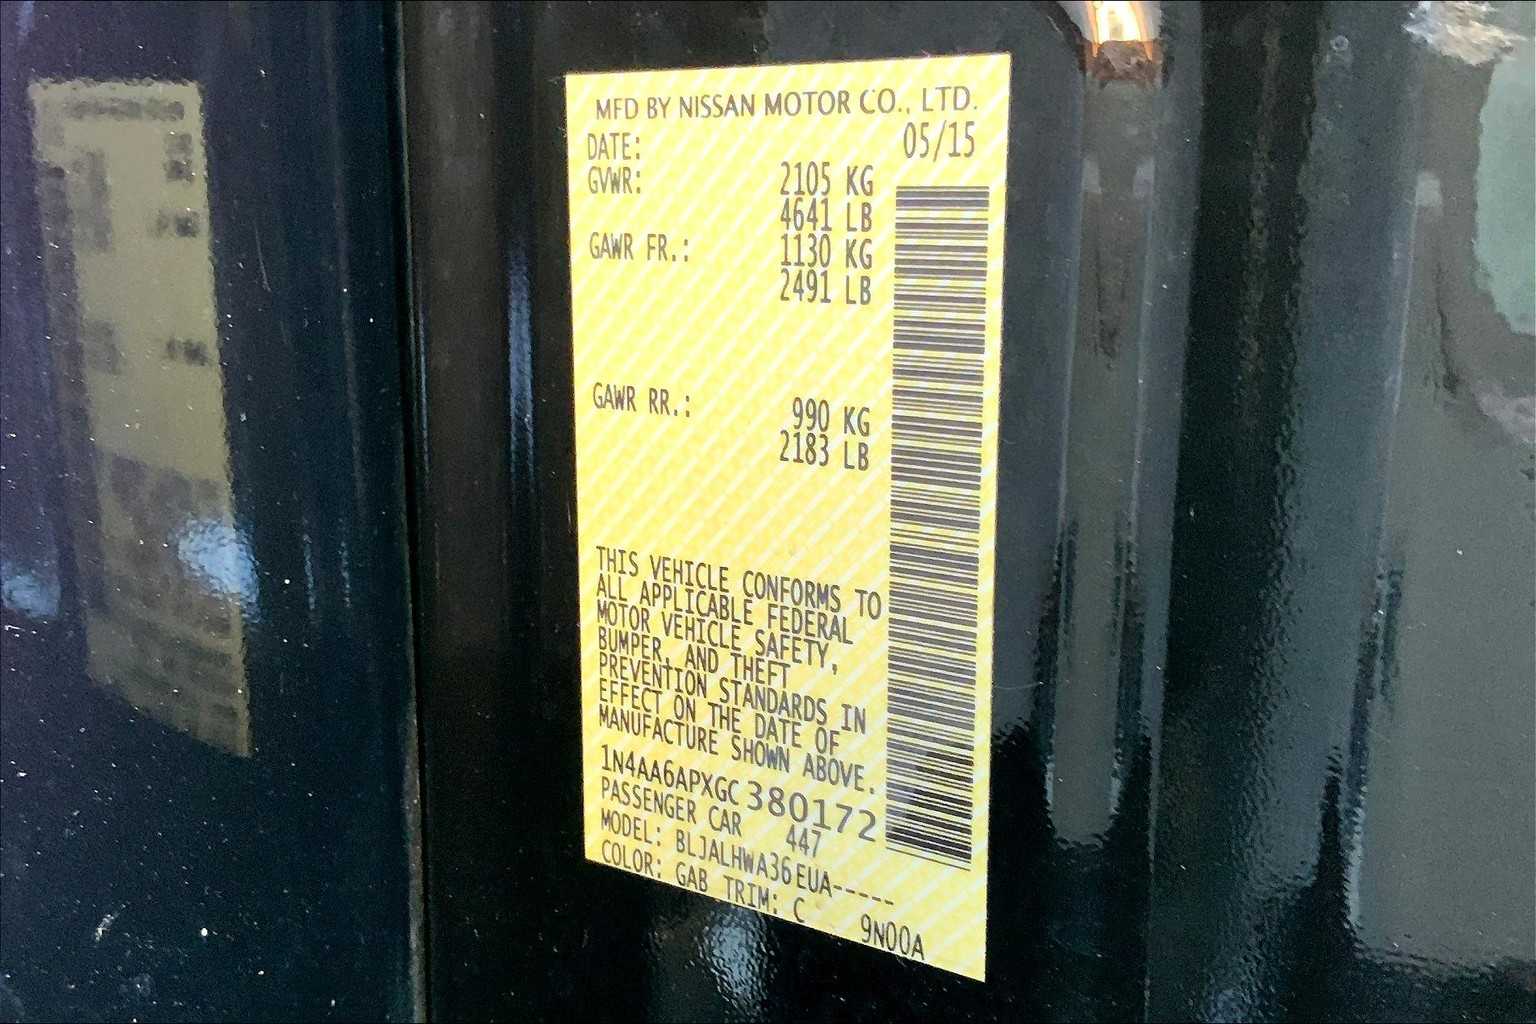 MFD BY NISSAN MOTOR CO., LTD.
DATE: 05/15
GVWR: 2105 KG
4641 LB
GAWR FR.: 1130 KG
2491 LB
GAWR RR.: 990 KG
2183 LB
THIS VEHICLE CONFORMS TO
ALL APPLICABLE FEDERAL
MOTOR VEHICLE SAFETY,
BUMPER, AND THEFT
PREVENTION STANDARDS IN
EFFECT ON THE DATE OF
MANUFACTURE SHOWN ABOVE.
1N4AA6APXGC380172
PASSENGER CAR 447
MODEL: BLJALHWA36EUA-----
COLOR: GAB TRIM: C 9N00A